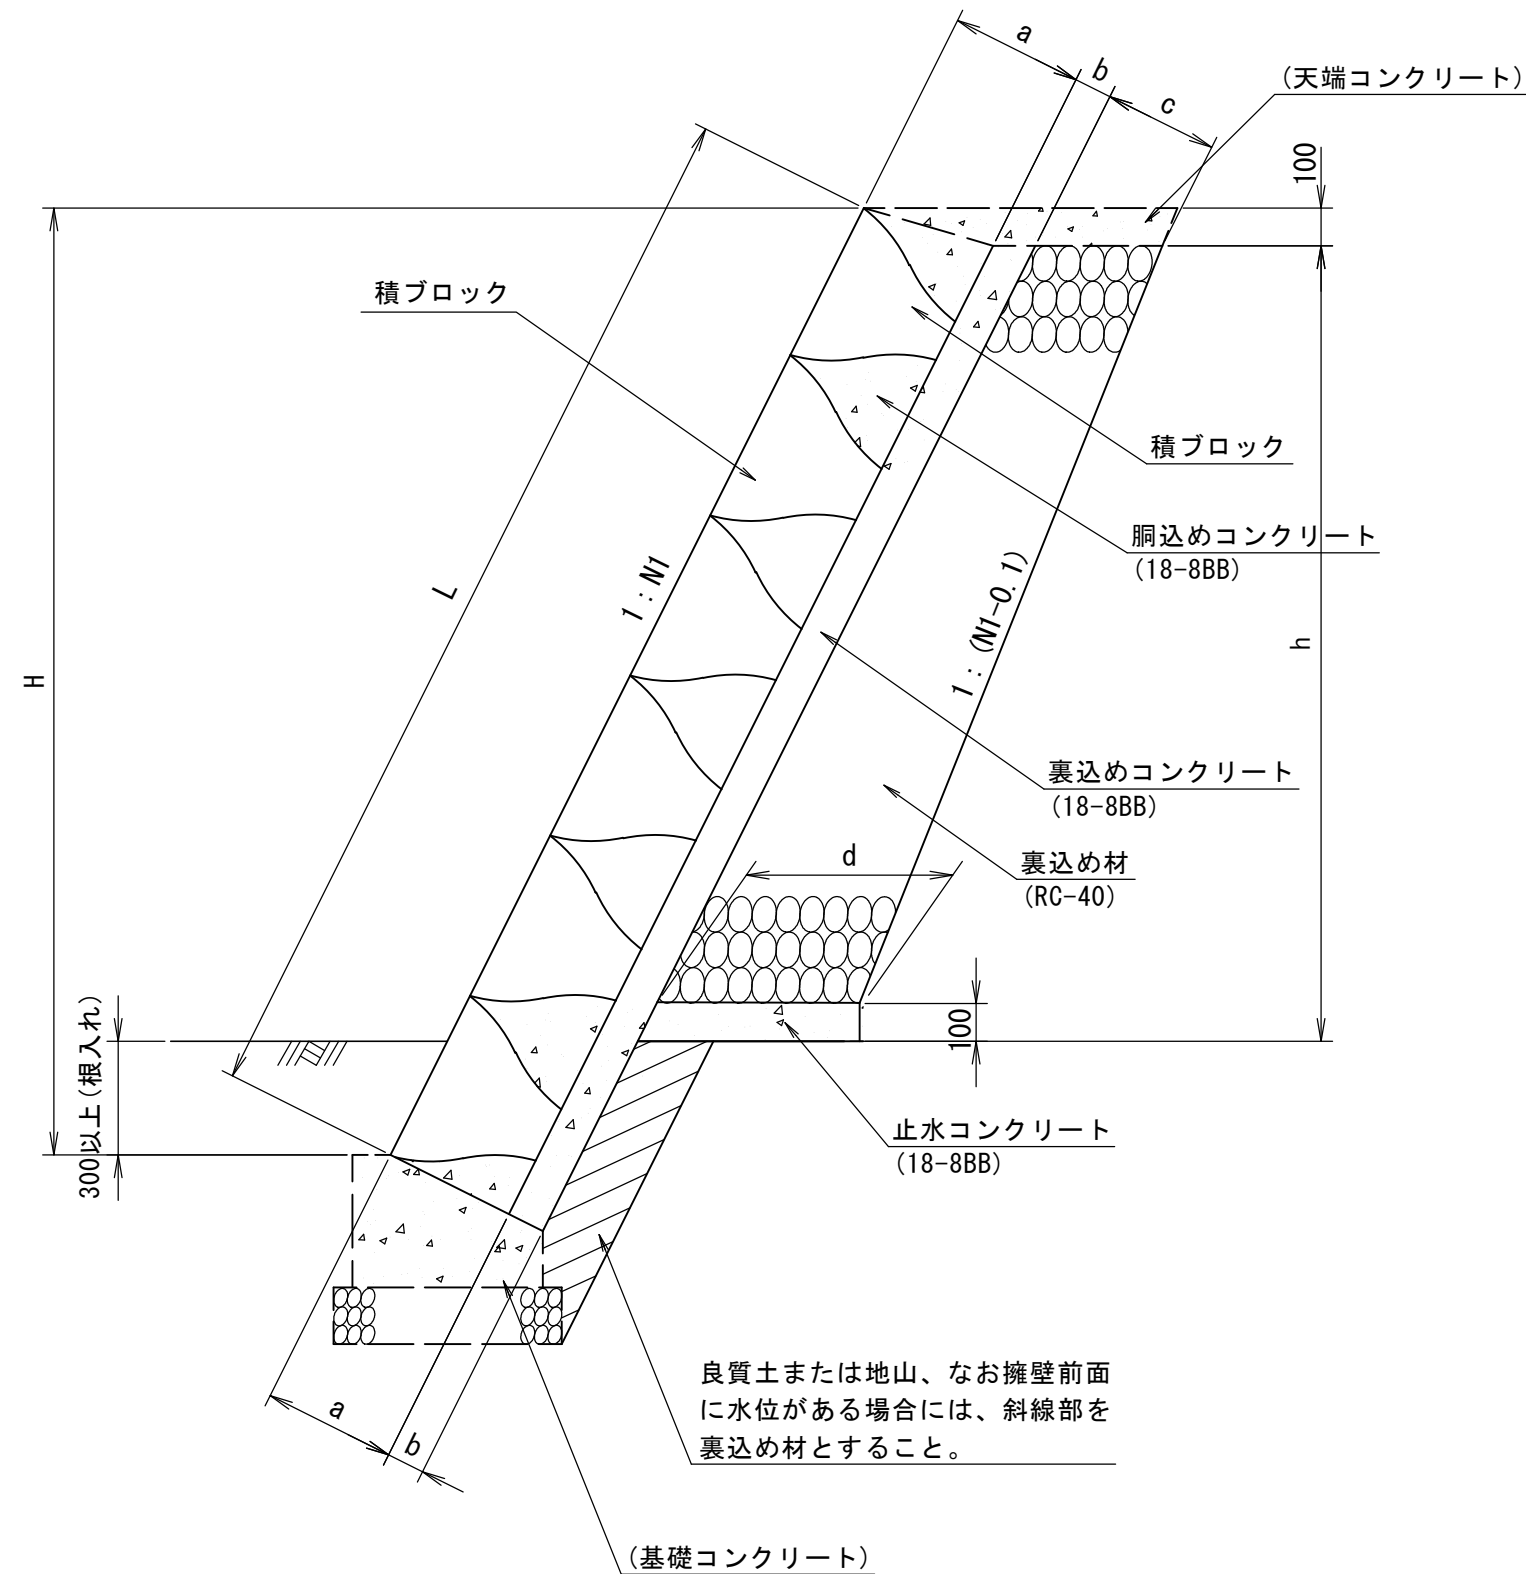 a
b
c
(天端コンクリート)
100
積ブロック
積ブロック
胴込めコンクリート
(18-8BB)
L
1：N1
1：(N1-0.1)
H
h
裏込めコンクリート
(18-8BB)
d
裏込め材
(RC-40)
100
300以上(根入れ)
止水コンクリート
(18-8BB)
良質土または地山、なお擁壁前面
に水位がある場合には、斜線部を
裏込め材とすること。
a
b
(基礎コンクリート)